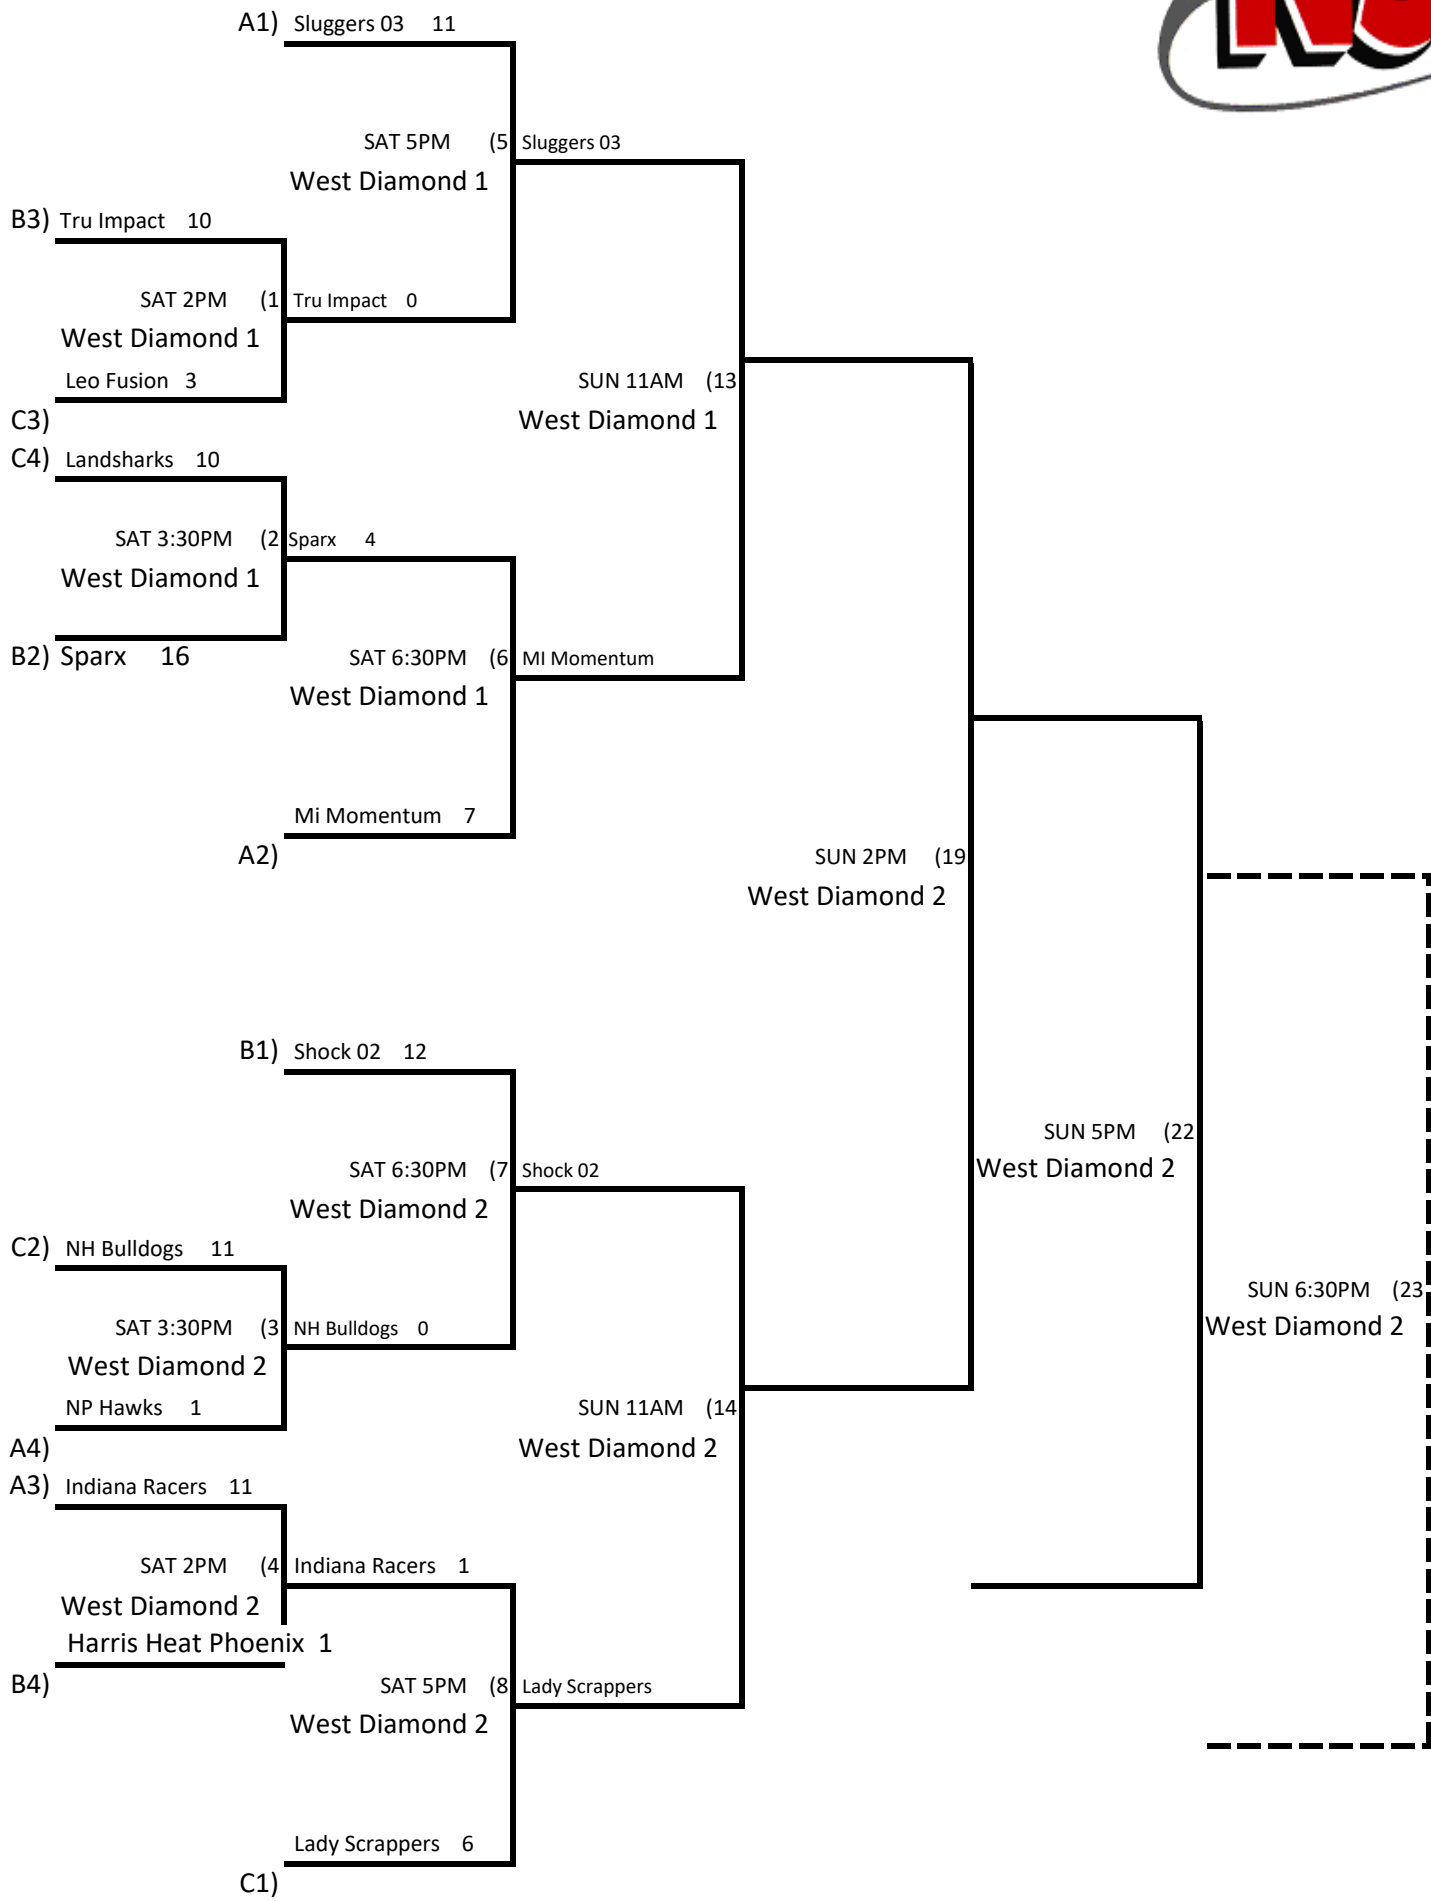 A1) Sluggers 03 11
SAT 5PM (5 Sluggers 03
West Diamond 1
B3) Tru Impact 10
SAT 2PM (1 Tru Impact 0
West Diamond 1
Leo Fusion 3
SUN 11AM (13
C3)
West Diamond 1
C4) Landsharks 10
SAT 3:30PM (2 Sparx 4
West Diamond 1
B2) Sparx 16
SAT 6:30PM (6 MI Momentum
West Diamond 1
Mi Momentum 7
A2)
SUN 2PM (19
West Diamond 2
B1) Shock 02 12
SUN 5PM (22
West Diamond 2
SAT 6:30PM (7 Shock 02
West Diamond 2
C2) NH Bulldogs 11
SUN 6:30PM (23
West Diamond 2
SAT 3:30PM (3 NH Bulldogs 0
West Diamond 2
NP Hawks 1
SUN 11AM (14
A4)
West Diamond 2
A3) Indiana Racers 11
SAT 2PM (4 Indiana Racers 1
West Diamond 2
Harris Heat Phoenix 1
B4)
SAT 5PM (8 Lady Scrappers
West Diamond 2
Lady Scrappers 6
C1)